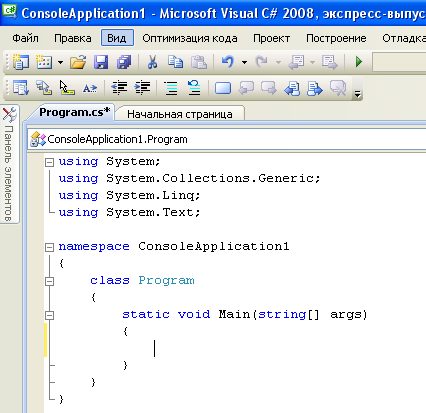 ConsoleApplication1 - Microsoft Visual C# 2008, экспресс-выпус
Файл Правка Вид Оптимизация кода Проект Построение Отладка
Program.cs* Начальная страница
Панель элементов
ConsoleApplication1.Program
using System;
using System.Collections.Generic;
using System.Linq;
using System.Text;
namespace ConsoleApplication1
{
class Program
{
static void Main(string[] args)
{
}
}
}